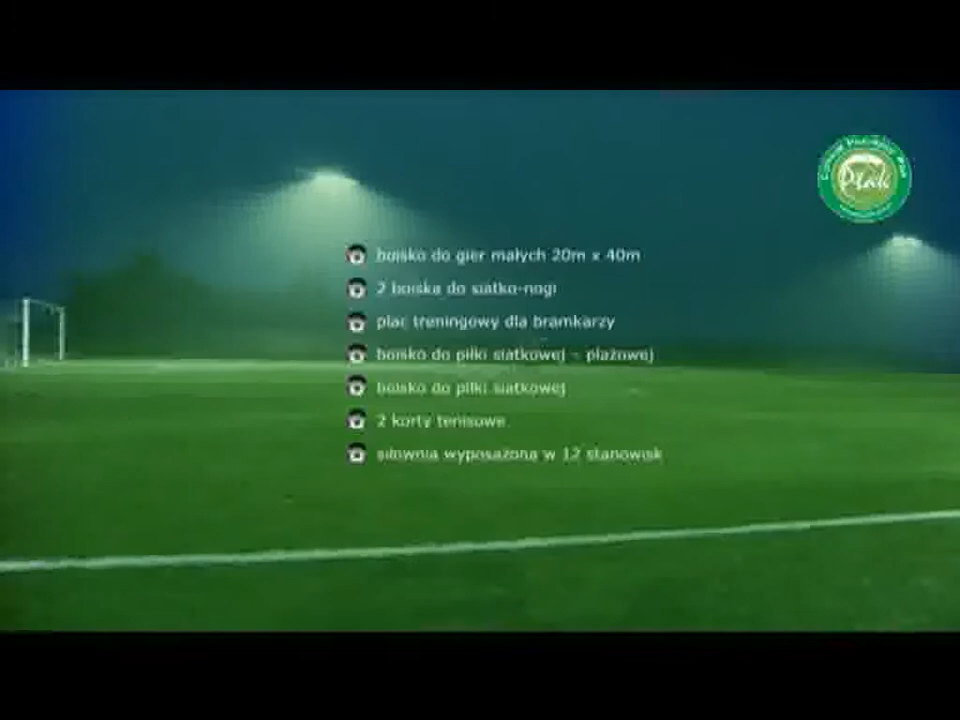 Ptak
boisko do gier małych 20m x 40m
2 boiska do siatko-nogi
plac treningowy dla bramkarzy
boisko do piłki siatkowej - plażowej
boisko do piłki siatkowej
2 korty tenisowe
siłownia wyposażona w 12 stanowisk